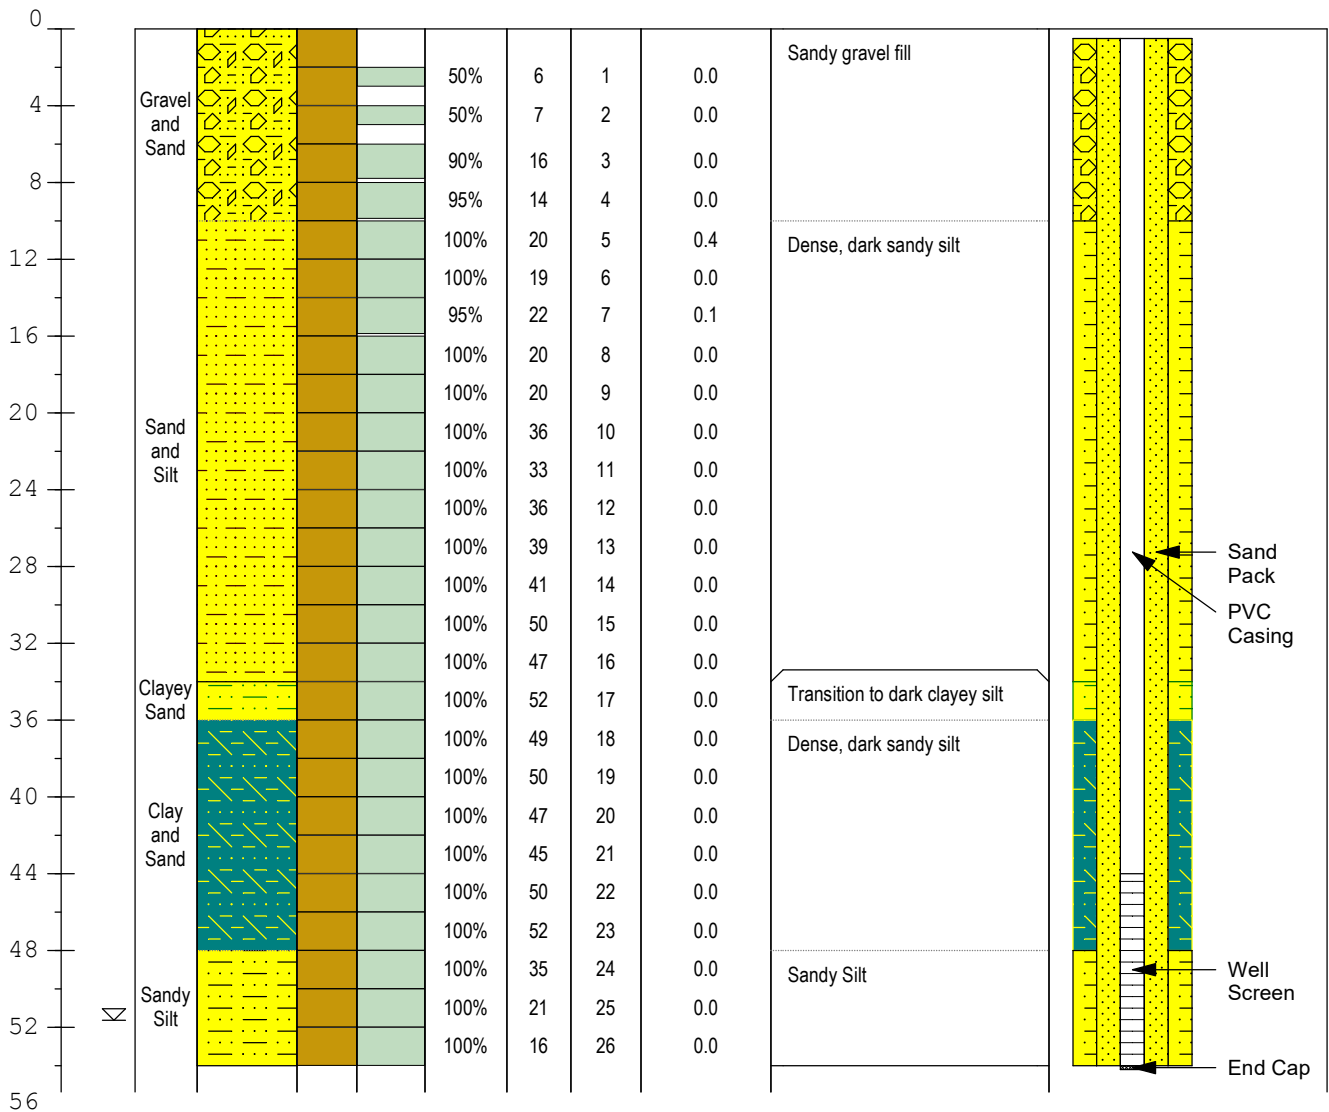 0
Sandy gravel fill
50% 6 1 0.0
4
Gravel
and
Sand
50% 7 2 0.0
90% 16 3 0.0
8
95% 14 4 0.0
100% 20 5 0.4
Dense, dark sandy silt
12
100% 19 6 0.0
95% 22 7 0.1
16
100% 20 8 0.0
100% 20 9 0.0
20
Sand
and
Silt
100% 36 10 0.0
100% 33 11 0.0
24
100% 36 12 0.0
100% 39 13 0.0
Sand
Pack
28
100% 41 14 0.0
PVC
Casing
100% 50 15 0.0
32
100% 47 16 0.0
Clayey
Sand
100% 52 17 0.0
Transition to dark clayey silt
36
100% 49 18 0.0
Dense, dark sandy silt
100% 50 19 0.0
40
Clay
and
Sand
100% 47 20 0.0
100% 45 21 0.0
44
100% 50 22 0.0
100% 52 23 0.0
48
100% 35 24 0.0
Sandy Silt
Well
Screen
Sandy
Silt
100% 21 25 0.0
52
100% 16 26 0.0
End Cap
56